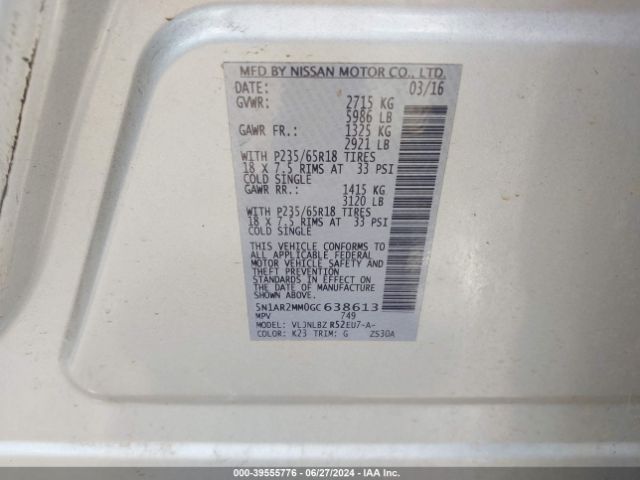 MFD BY NISSAN MOTOR CO., LTD.
DATE: 03/16
GVWR: 2715 KG
5986 LB
GAWR FR.: 1325 KG
2921 LB
WITH P235/65R18 TIRES
18 X 7.5 RIMS AT 33 PSI
COLD SINGLE
GAWR RR.: 1415 KG
3120 LB
WITH P235/65R18 TIRES
18 X 7.5 RIMS AT 33 PSI
COLD SINGLE
THIS VEHICLE CONFORMS TO
ALL APPLICABLE FEDERAL
MOTOR VEHICLE SAFETY AND
THEFT PREVENTION
STANDARDS IN EFFECT ON
THE DATE OF MANUFACTURE
SHOWN ABOVE.
5N1AR2MM0GC638613
MPV 749
MODEL: VLJNLBZ R52EU7-A-
COLOR: K23 TRIM: G ZS30A
000-39555776 | 06/27/2024 | IAA Inc.